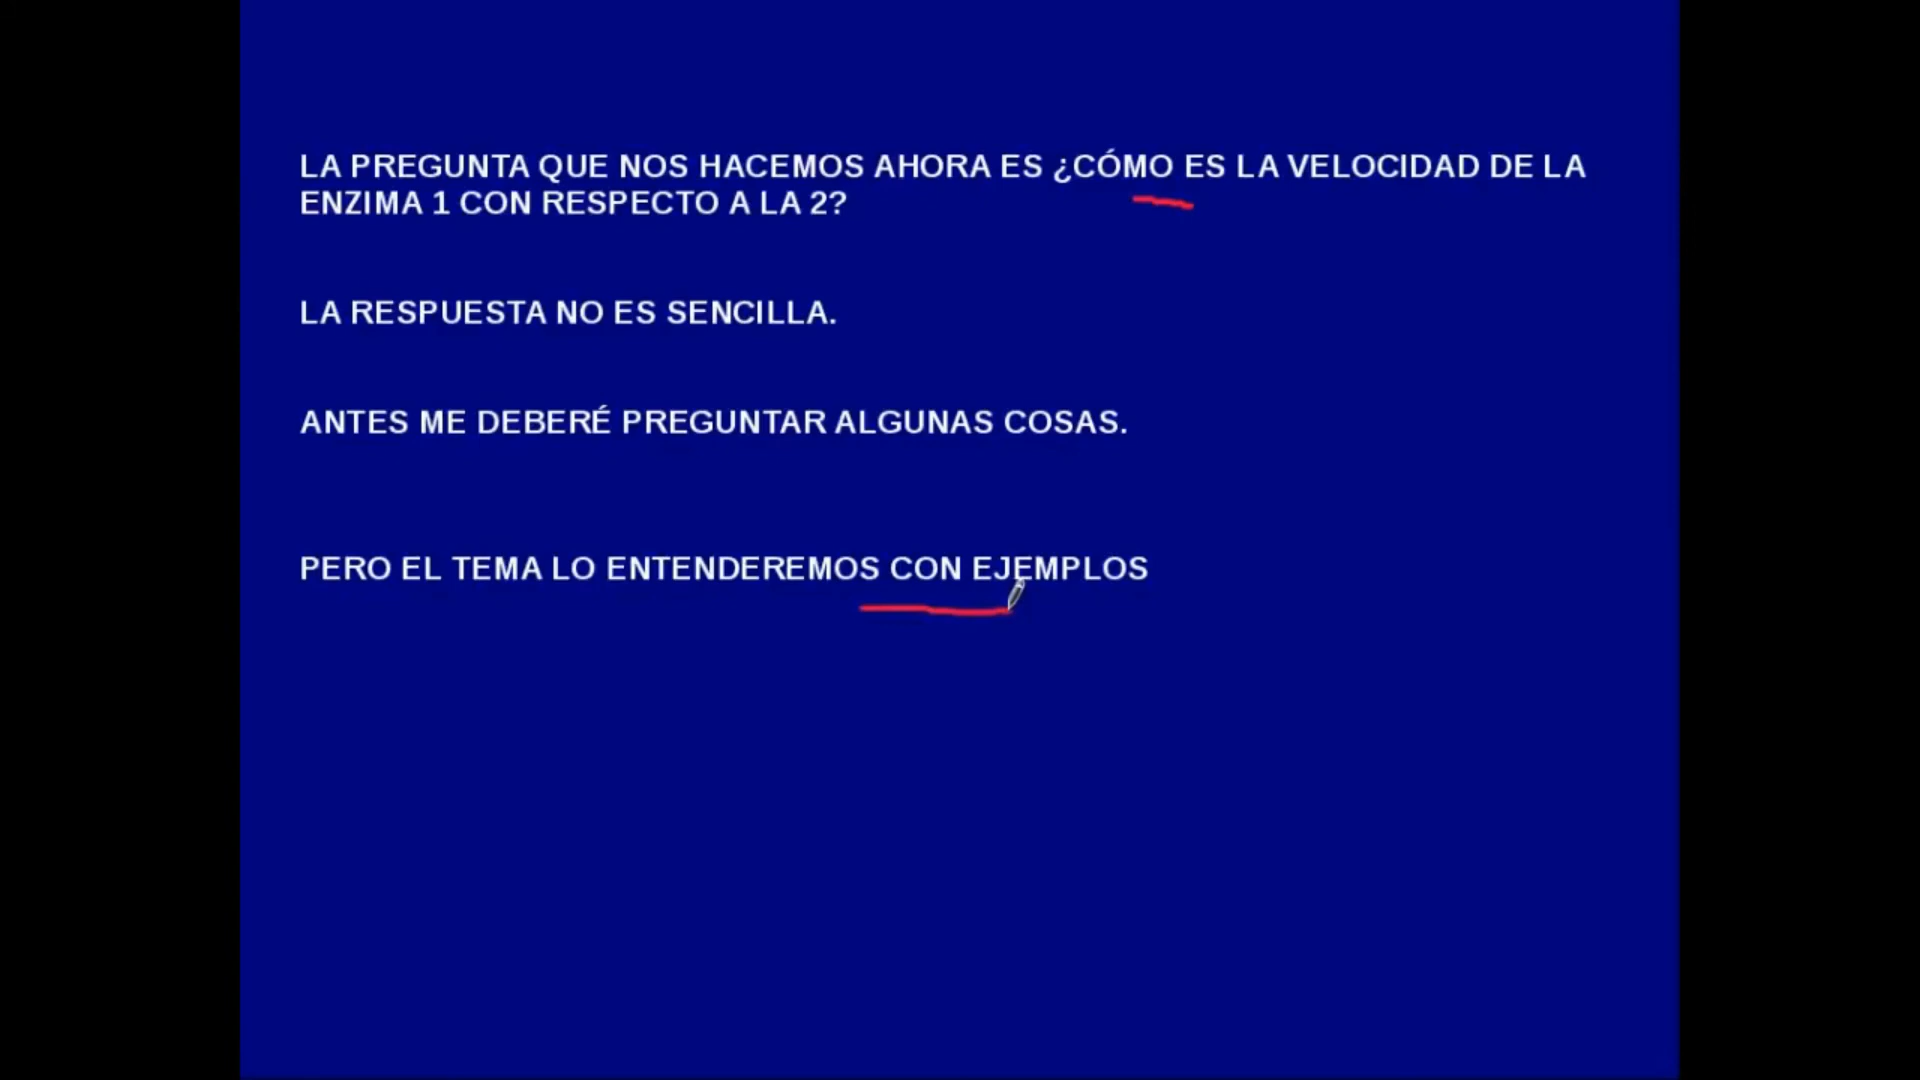 LA PREGUNTA QUE NOS HACEMOS AHORA ES ¿CÓMO ES LA VELOCIDAD DE LA
ENZIMA 1 CON RESPECTO A LA 2?
LA RESPUESTA NO ES SENCILLA.
ANTES ME DEBERÉ PREGUNTAR ALGUNAS COSAS.
PERO EL TEMA LO ENTENDEREMOS CON EJEMPLOS